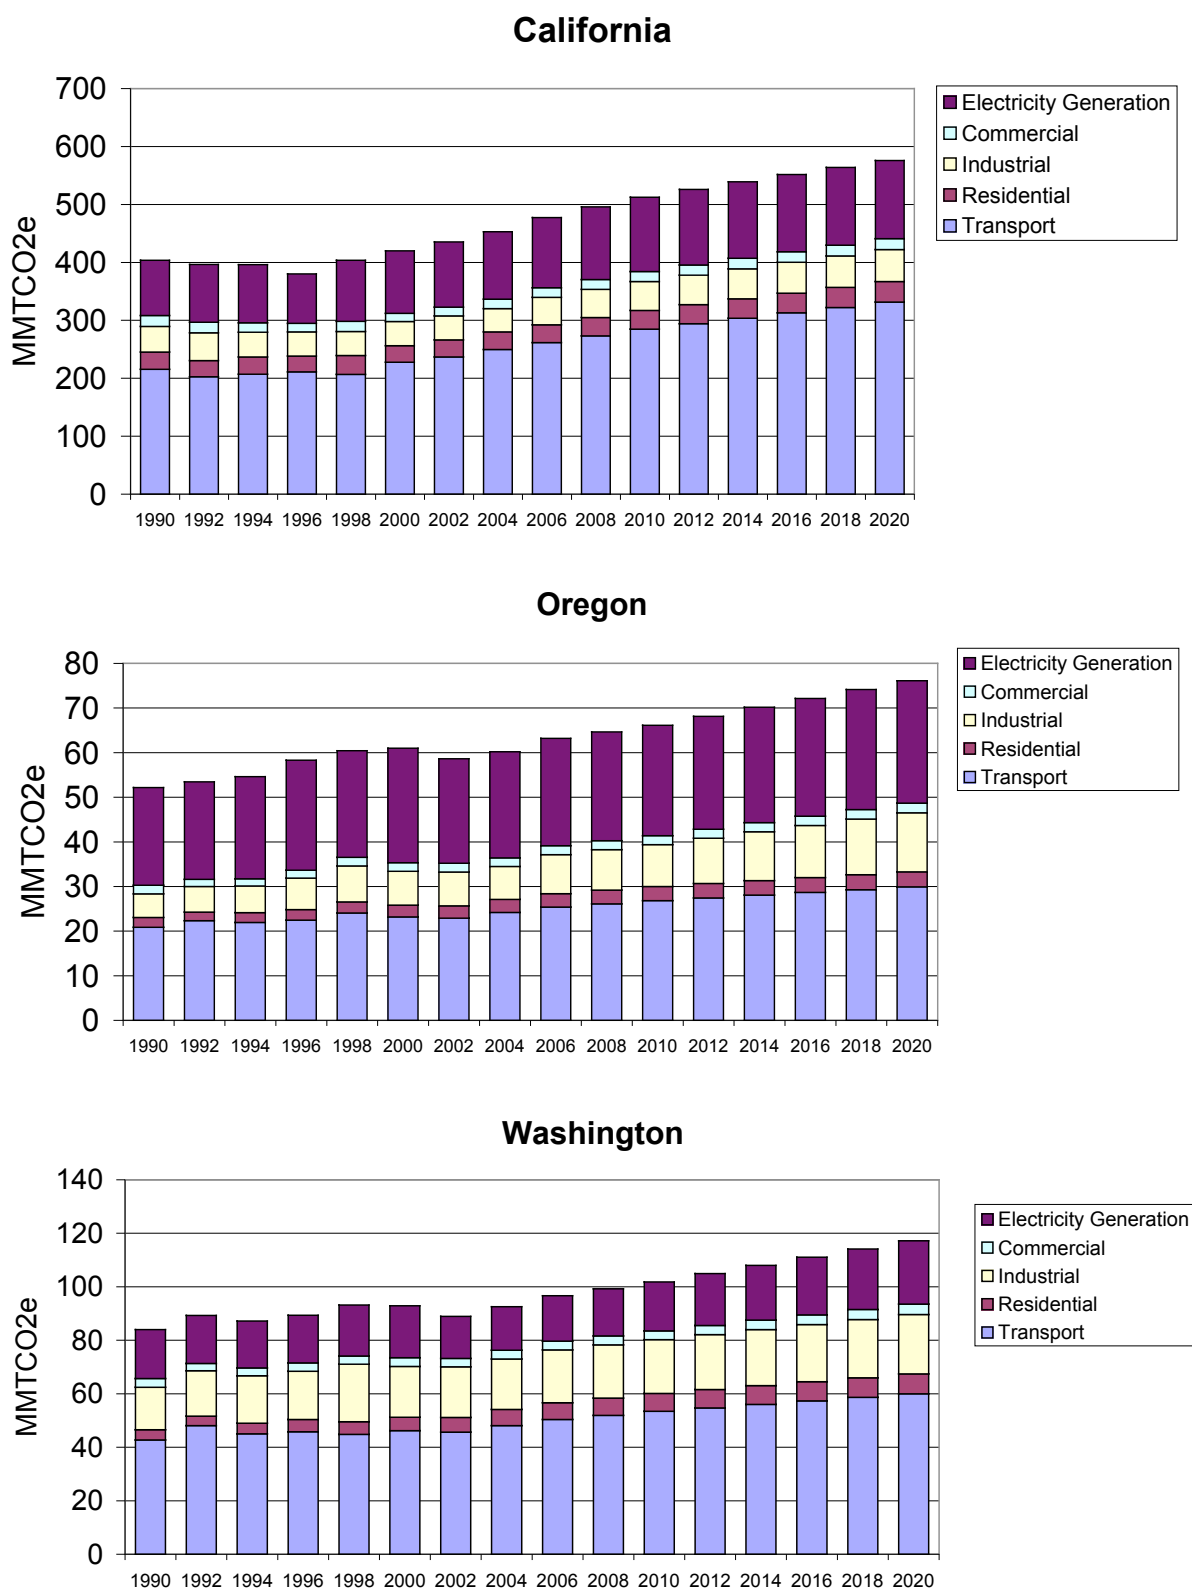 California
700
600
500
400
300
200
100
0
MMTCO2e
1990 1992 1994 1996 1998 2000 2002 2004 2006 2008 2010 2012 2014 2016 2018 2020
Electricity Generation
Commercial
Industrial
Residential
Transport
Oregon
80
70
60
50
40
30
20
10
0
MMTCO2e
1990 1992 1994 1996 1998 2000 2002 2004 2006 2008 2010 2012 2014 2016 2018 2020
Electricity Generation
Commercial
Industrial
Residential
Transport
Washington
140
120
100
80
60
40
20
0
MMTCO2e
1990 1992 1994 1996 1998 2000 2002 2004 2006 2008 2010 2012 2014 2016 2018 2020
Electricity Generation
Commercial
Industrial
Residential
Transport